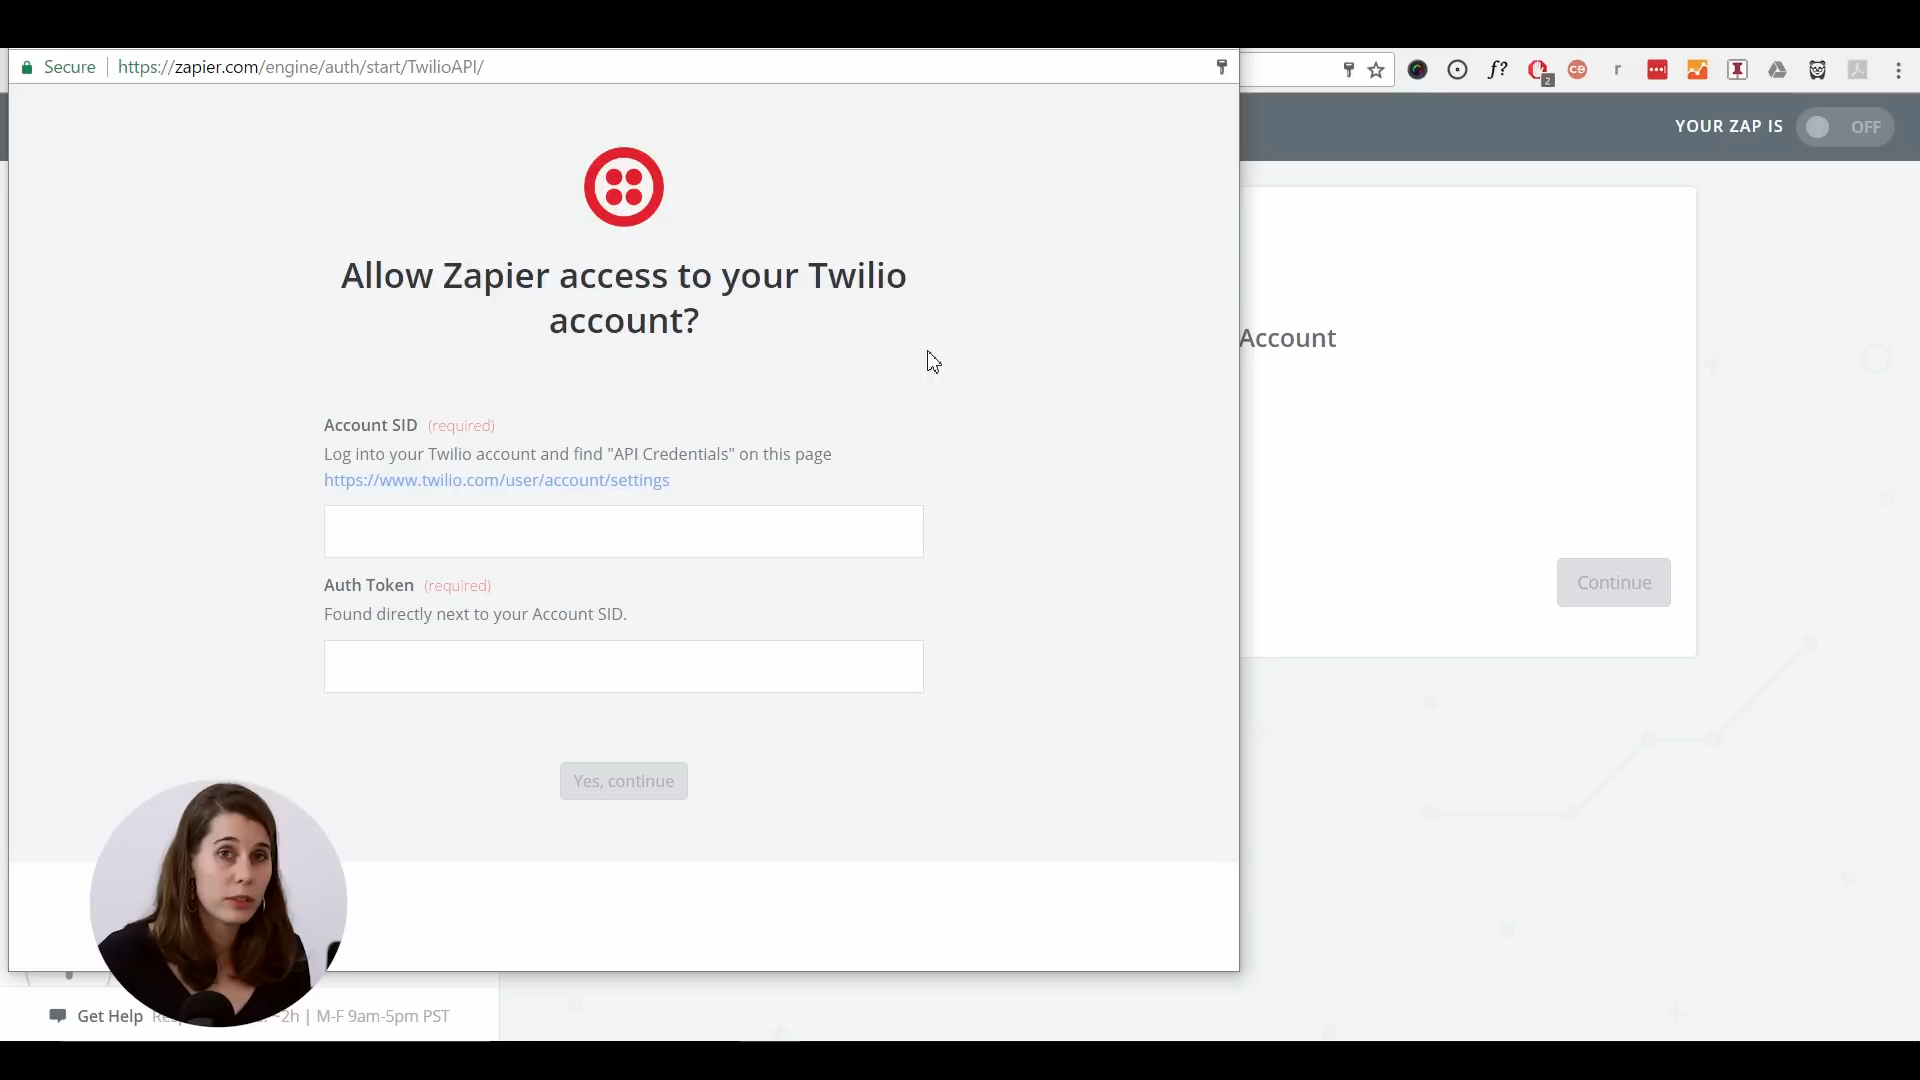 Secure
https://zapier.com/engine/auth/start/TwilioAPI/
f?
2
YOUR ZAP IS
OFF
Allow Zapier access to your Twilio
account?
Account
Account SID (required)
Log into your Twilio account and find "API Credentials" on this page
https://www.twilio.com/user/account/settings
Continue
Auth Token (required)
Found directly next to your Account SID.
Yes, continue
Get Help
~2h | M-F 9am-5pm PST